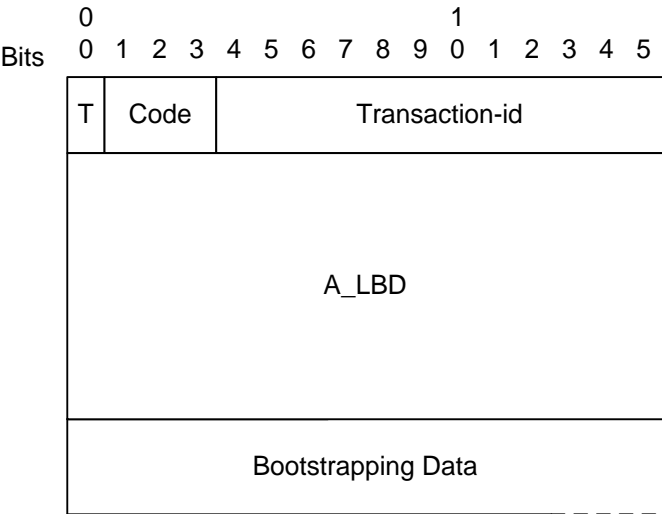 0 1
Bits 0 1 2 3 4 5 6 7 8 9 0 1 2 3 4 5
T Code Transaction-id
A_LBD
Bootstrapping Data